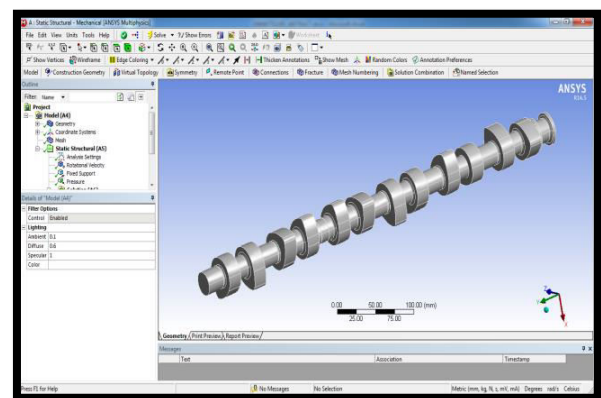 A : Static Structural - Mechanical [ANSYS Multiphysics]
File Edit View Units Tools Help Solve ?/ Show Errors Worksheet
Show Vertices Wireframe Edge Coloring Thicken Annotations Show Mesh Random Colors Annotation Preferences
Model Construction Geometry Virtual Topology Symmetry Remote Point Connections Fracture Mesh Numbering Solution Combination Named Selection
Outline
Filter: Name
Project
Model (A4)
Geometry
Coordinate Systems
Mesh
Static Structural (A5)
Analysis Settings
Rotational Velocity
Fixed Support
Pressure
Details of "Model (A4)"
Filter Options
Control Enabled
Lighting
Ambient 0.1
Diffuse 0.6
Specular 1
Color
ANSYS
R14.5
0.00 50.00 100.00 (mm)
25.00 75.00
Z
Y
X
Geometry Print Preview Report Preview
Messages
Text Association Timestamp
Press F1 for Help No Messages No Selection Metric (mm, kg, N, s, mV, mA) Degrees rad/s Celsius